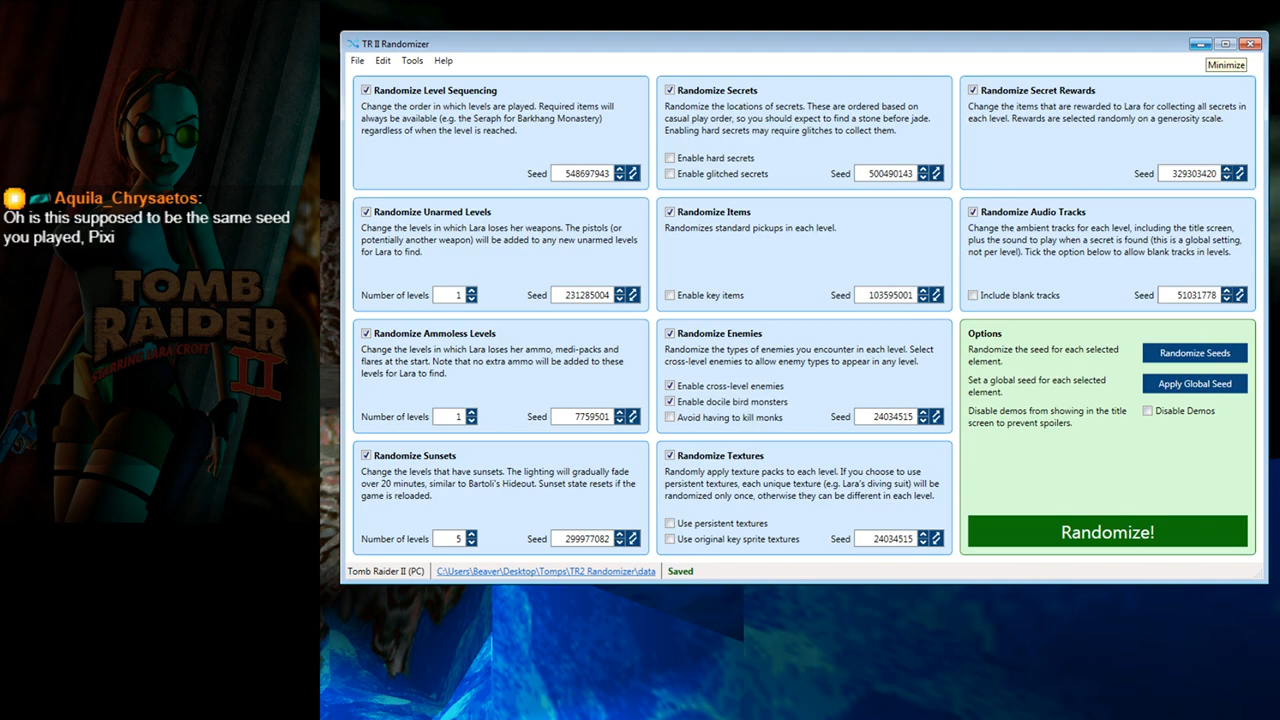 Aquila_Chrysaetos:
Oh is this supposed to be the same seed
you played, Pixi
TOMB
RAIDER
STARRING LARA CROFT
II
TR II Randomizer
File Edit Tools Help
Minimize
Randomize Level Sequencing
Change the order in which levels are played. Required items will
always be available (e.g. the Seraph for Barkhang Monastery)
regardless of when the level is reached.
Seed 548697943
Randomize Secrets
Randomize the locations of secrets. These are ordered based on
casual play order, so you should expect to find a stone before jade.
Enabling hard secrets may require glitches to collect them.
Enable hard secrets
Enable glitched secrets
Seed 500490143
Randomize Secret Rewards
Change the items that are rewarded to Lara for collecting all secrets in
each level. Rewards are selected randomly on a generosity scale.
Seed 329303420
Randomize Unarmed Levels
Change the levels in which Lara loses her weapons. The pistols (or
potentially another weapon) will be added to any new unarmed levels
for Lara to find.
Number of levels 1 Seed 231285004
Randomize Items
Randomizes standard pickups in each level.
Enable key items Seed 103595001
Randomize Audio Tracks
Change the ambient tracks for each level, including the title screen,
plus the sound to play when a secret is found (this is a global setting,
not per level). Tick the option below to allow blank tracks in levels.
Include blank tracks Seed 51031778
Randomize Ammoless Levels
Change the levels in which Lara loses her ammo, medi-packs and
flares at the start. Note that no extra ammo will be added to these
levels for Lara to find.
Number of levels 1 Seed 7759501
Randomize Enemies
Randomize the types of enemies you encounter in each level. Select
cross-level enemies to allow enemy types to appear in any level.
Enable cross-level enemies
Enable docile bird monsters
Avoid having to kill monks Seed 24034515
Options
Randomize the seed for each selected
element.
Randomize Seeds
Set a global seed for each selected
element.
Apply Global Seed
Disable demos from showing in the title
screen to prevent spoilers.
Disable Demos
Randomize Sunsets
Change the levels that have sunsets. The lighting will gradually fade
over 20 minutes, similar to Bartoli's Hideout. Sunset state resets if the
game is reloaded.
Number of levels 5 Seed 299977082
Randomize Textures
Randomly apply texture packs to each level. If you choose to use
persistent textures, each unique texture (e.g. Lara's diving suit) will be
randomized only once, otherwise they can be different in each level.
Use persistent textures
Use original key sprite textures Seed 24034515
Randomize!
Tomb Raider II (PC) C:\Users\Beaver\Desktop\Tomps\TR2 Randomizer\data Saved